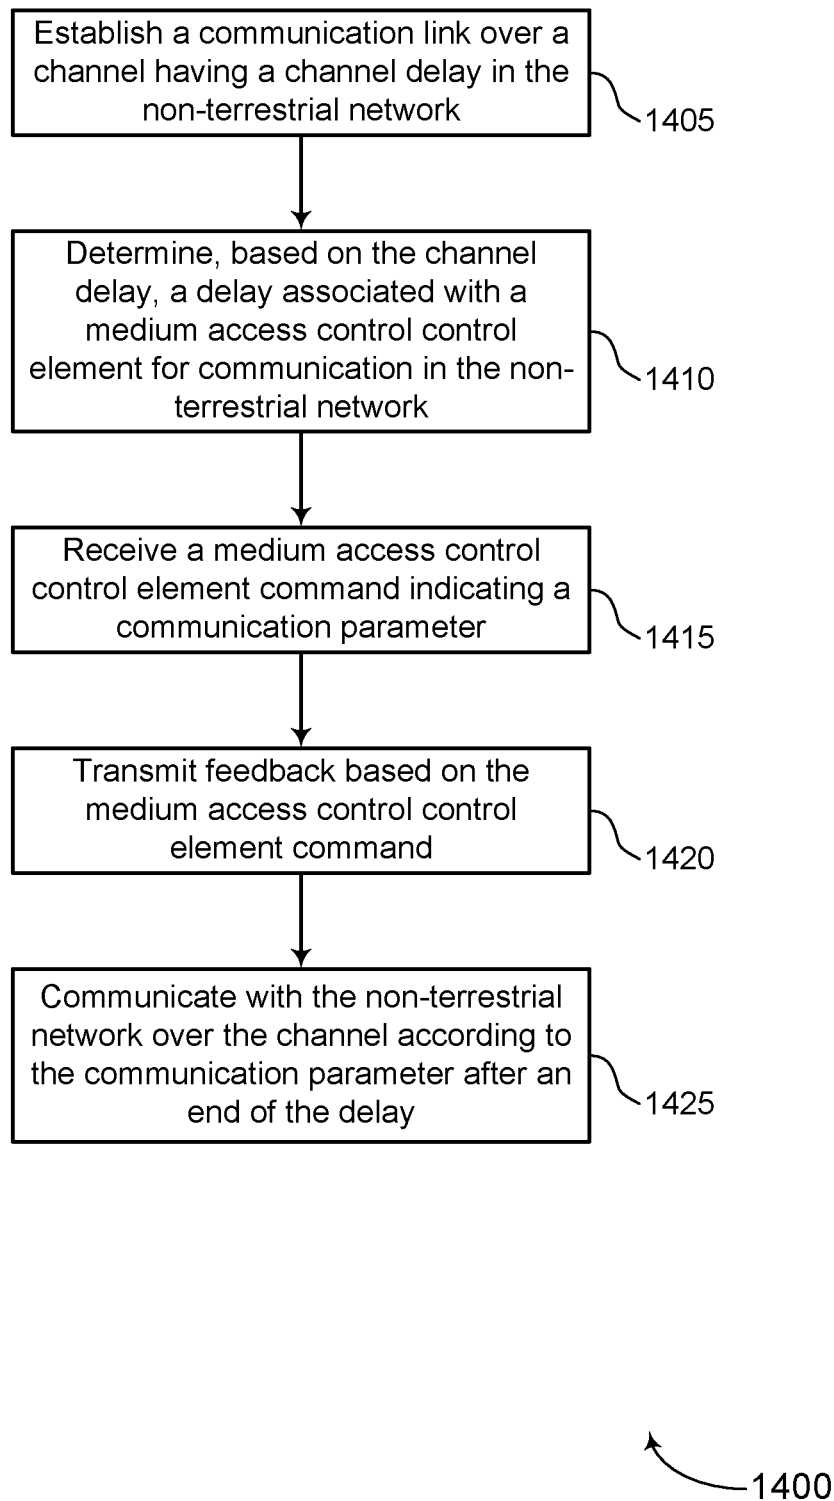 Establish a communication link over a
channel having a channel delay in the
non-terrestrial network
1405
Determine, based on the channel
delay, a delay associated with a
medium access control control
element for communication in the non-
terrestrial network
1410
Receive a medium access control
control element command indicating a
communication parameter
1415
Transmit feedback based on the
medium access control control
element command
1420
Communicate with the non-terrestrial
network over the channel according to
the communication parameter after an
end of the delay
1425
1400